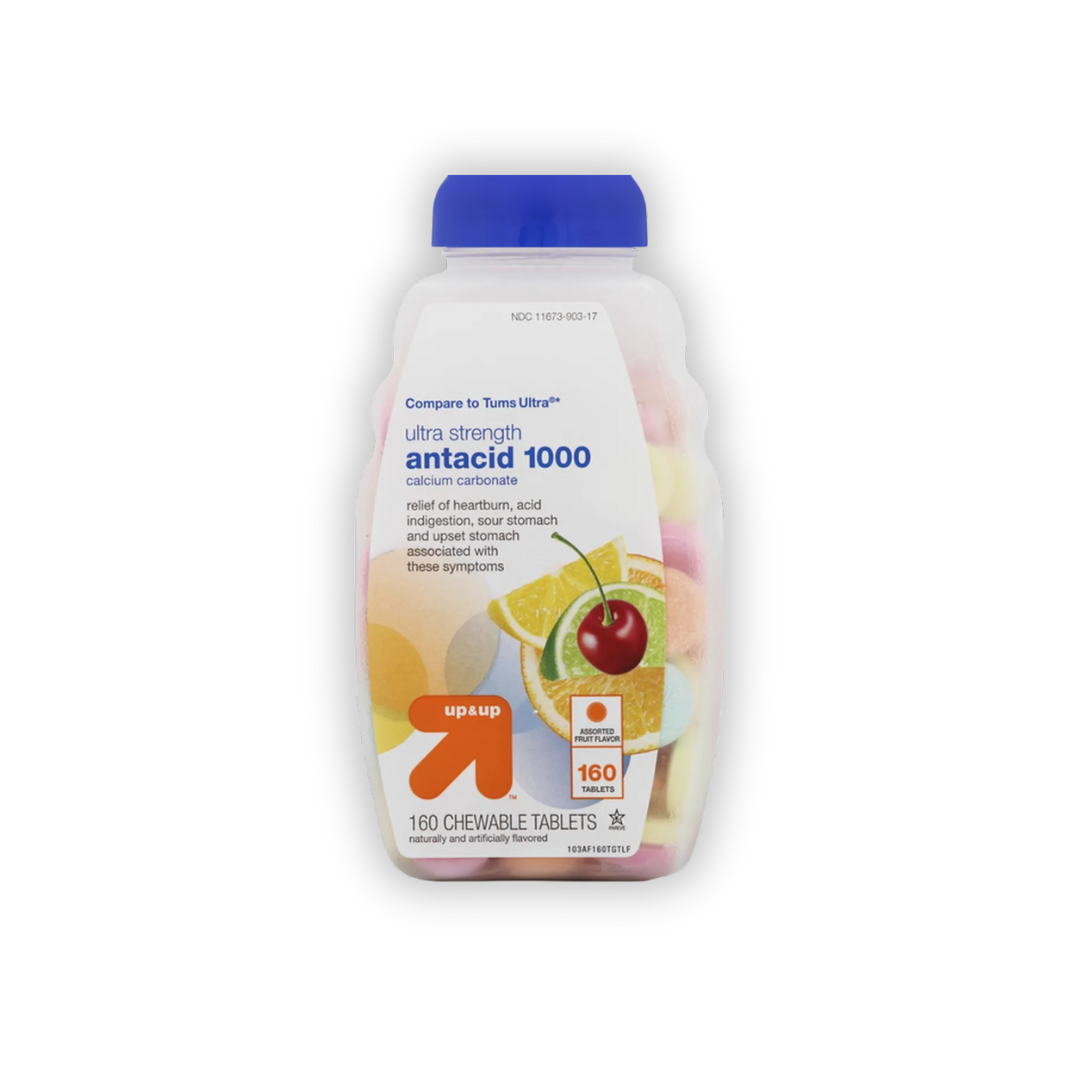 NDC 11673-903-17
Compare to Tums Ultra®*
ultra strength
antacid 1000
calcium carbonate
relief of heartburn, acid
indigestion, sour stomach
and upset stomach
associated with
these symptoms
up&up
TM
ASSORTED
FRUIT FLAVOR
160
TABLETS
160 CHEWABLE TABLETS
PAREVE
naturally and artificially flavored
103AF160TGTLF